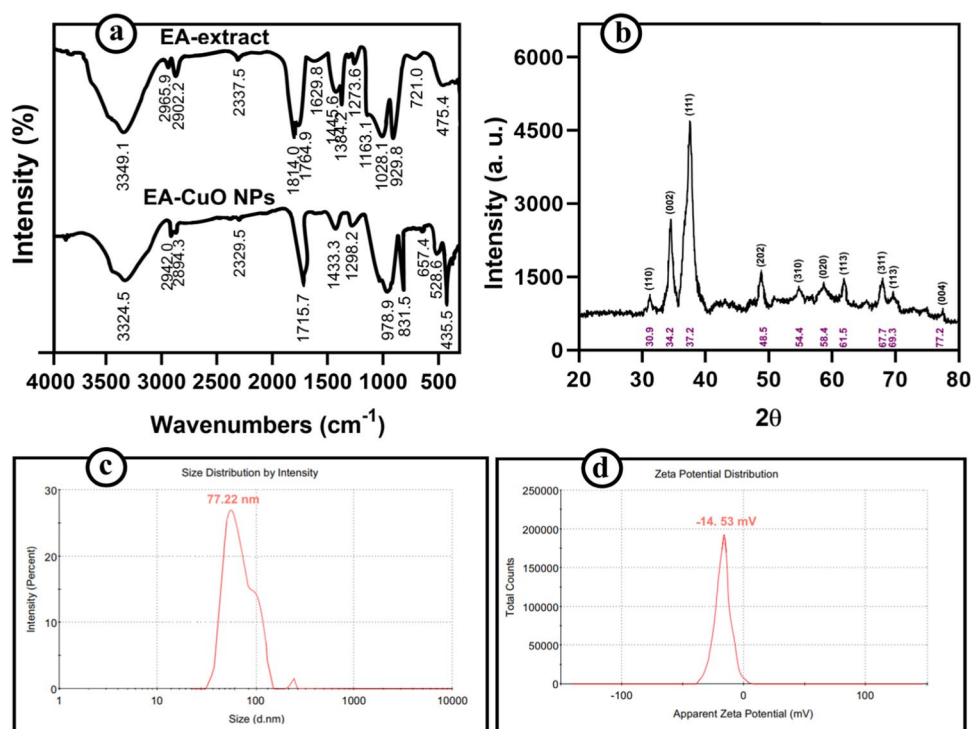 a
EA-extract
3349.1
2965.9
2902.2
2337.5
1814.0
1764.9
1629.8
1445.6
1384.2
1273.6
1163.1
1028.1
929.8
721.0
475.4
EA-CuO NPs
3324.5
2942.0
2894.3
2329.5
1715.7
1433.3
1298.2
978.9
831.5
657.4
528.6
435.5
Intensity (%)
4000 3500 3000 2500 2000 1500 1000 500
Wavenumbers (cm-1)
b
6000
4500
3000
1500
0
Intensity (a. u.)
(110)
(002)
(111)
(202)
(310)
(020)
(113)
(311)
(113)
(004)
30.9
34.2
37.2
48.5
54.4
58.4
61.5
67.7
69.3
77.2
20 30 40 50 60 70 80
2θ
c
Size Distribution by Intensity
77.22 nm
30
20
10
0
Intensity (Percent)
1 10 100 1000 10000
Size (d.nm)
d
Zeta Potential Distribution
-14. 53 mV
250000
200000
150000
100000
50000
0
Total Counts
-100 0 100
Apparent Zeta Potential (mV)